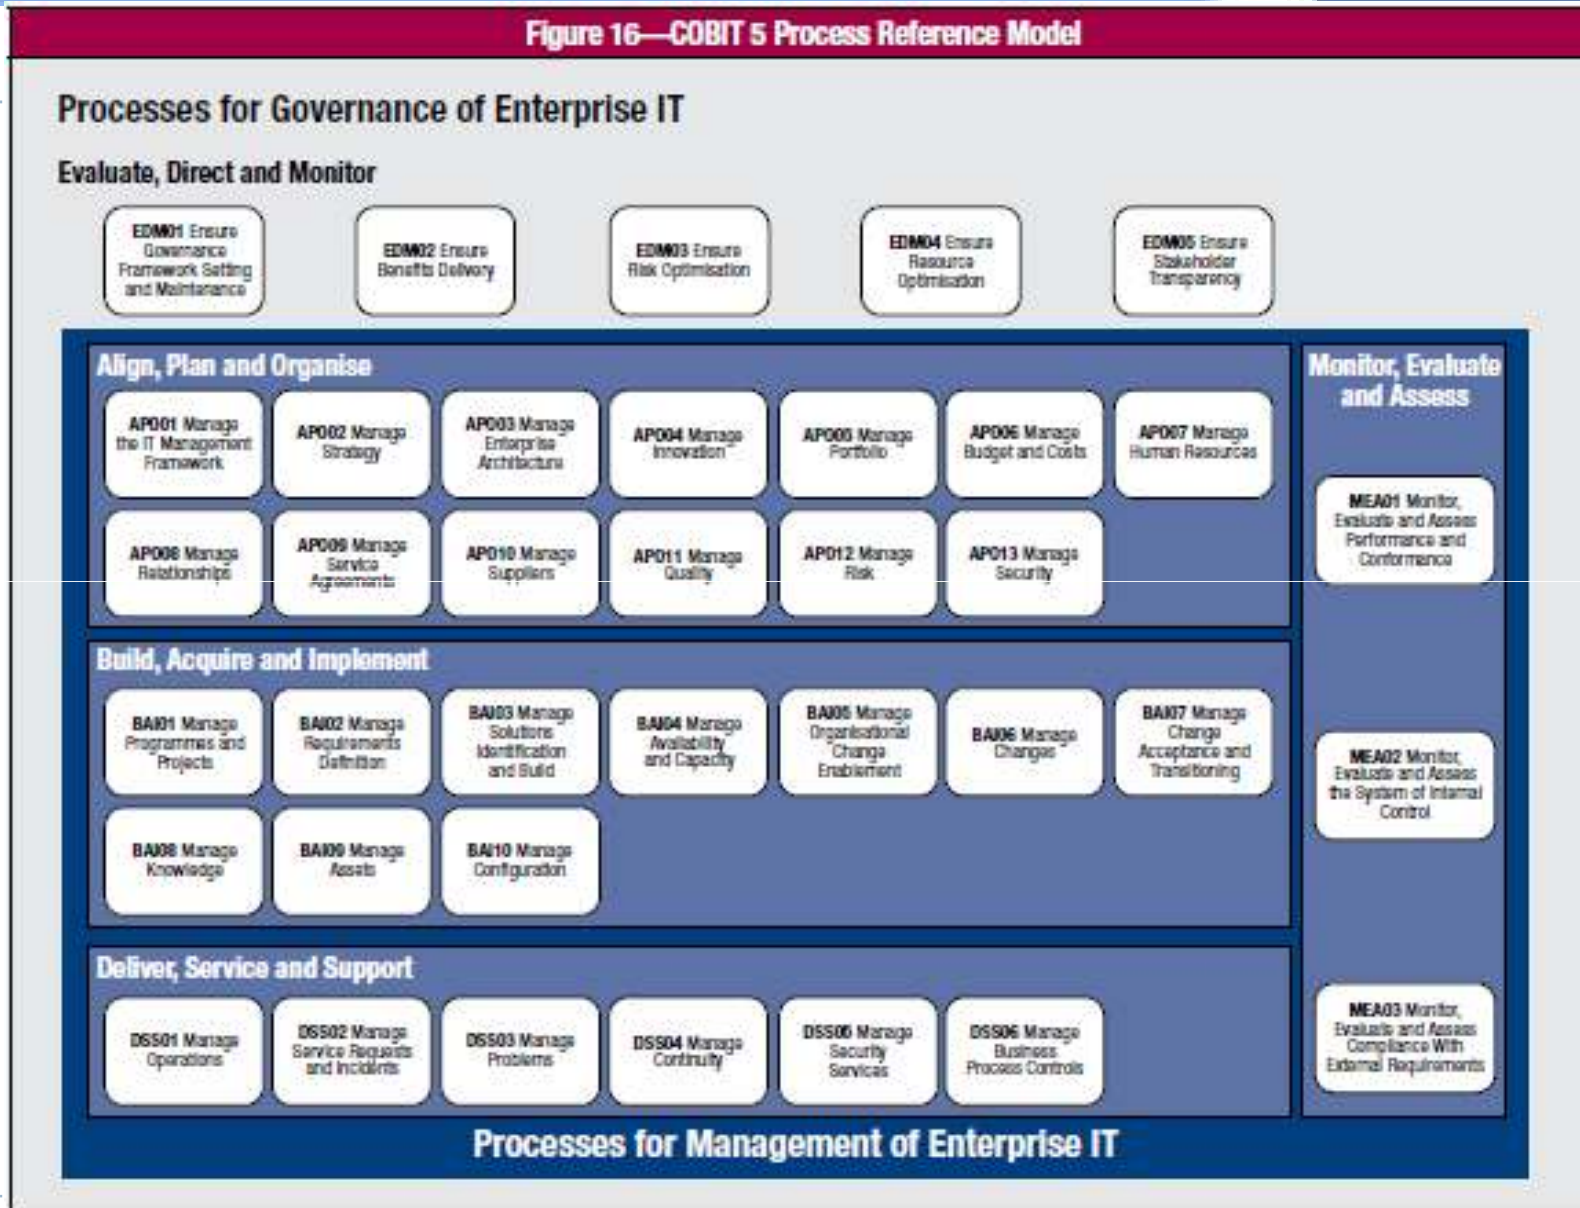 Figure 16—COBIT 5 Process Reference Model
Processes for Governance of Enterprise IT
Evaluate, Direct and Monitor
EDM01 Ensure
Governance
Framework Setting
and Maintenance
EDM02 Ensure
Benefits Delivery
EDM03 Ensure
Risk Optimisation
EDM04 Ensure
Resource
Optimisation
EDM05 Ensure
Stakeholder
Transparency
Align, Plan and Organise
APO01 Manage
the IT Management
Framework
APO02 Manage
Strategy
APO03 Manage
Enterprise
Architecture
APO04 Manage
Innovation
APO05 Manage
Portfolio
APO06 Manage
Budget and Costs
APO07 Manage
Human Resources
APO08 Manage
Relationships
APO09 Manage
Service
Agreements
APO10 Manage
Suppliers
APO11 Manage
Quality
APO12 Manage
Risk
APO13 Manage
Security
Build, Acquire and Implement
BAI01 Manage
Programmes and
Projects
BAI02 Manage
Requirements
Definition
BAI03 Manage
Solutions
Identification
and Build
BAI04 Manage
Availability
and Capacity
BAI05 Manage
Organisational
Change
Enablement
BAI06 Manage
Changes
BAI07 Manage
Change
Acceptance and
Transitioning
BAI08 Manage
Knowledge
BAI09 Manage
Assets
BAI10 Manage
Configuration
Deliver, Service and Support
DSS01 Manage
Operations
DSS02 Manage
Service Requests
and Incidents
DSS03 Manage
Problems
DSS04 Manage
Continuity
DSS05 Manage
Security
Services
DSS06 Manage
Business
Process Controls
Monitor, Evaluate
and Assess
MEA01 Monitor,
Evaluate and Assess
Performance and
Conformance
MEA02 Monitor,
Evaluate and Assess
the System of Internal
Control
MEA03 Monitor,
Evaluate and Assess
Compliance With
External Requirements
Processes for Management of Enterprise IT